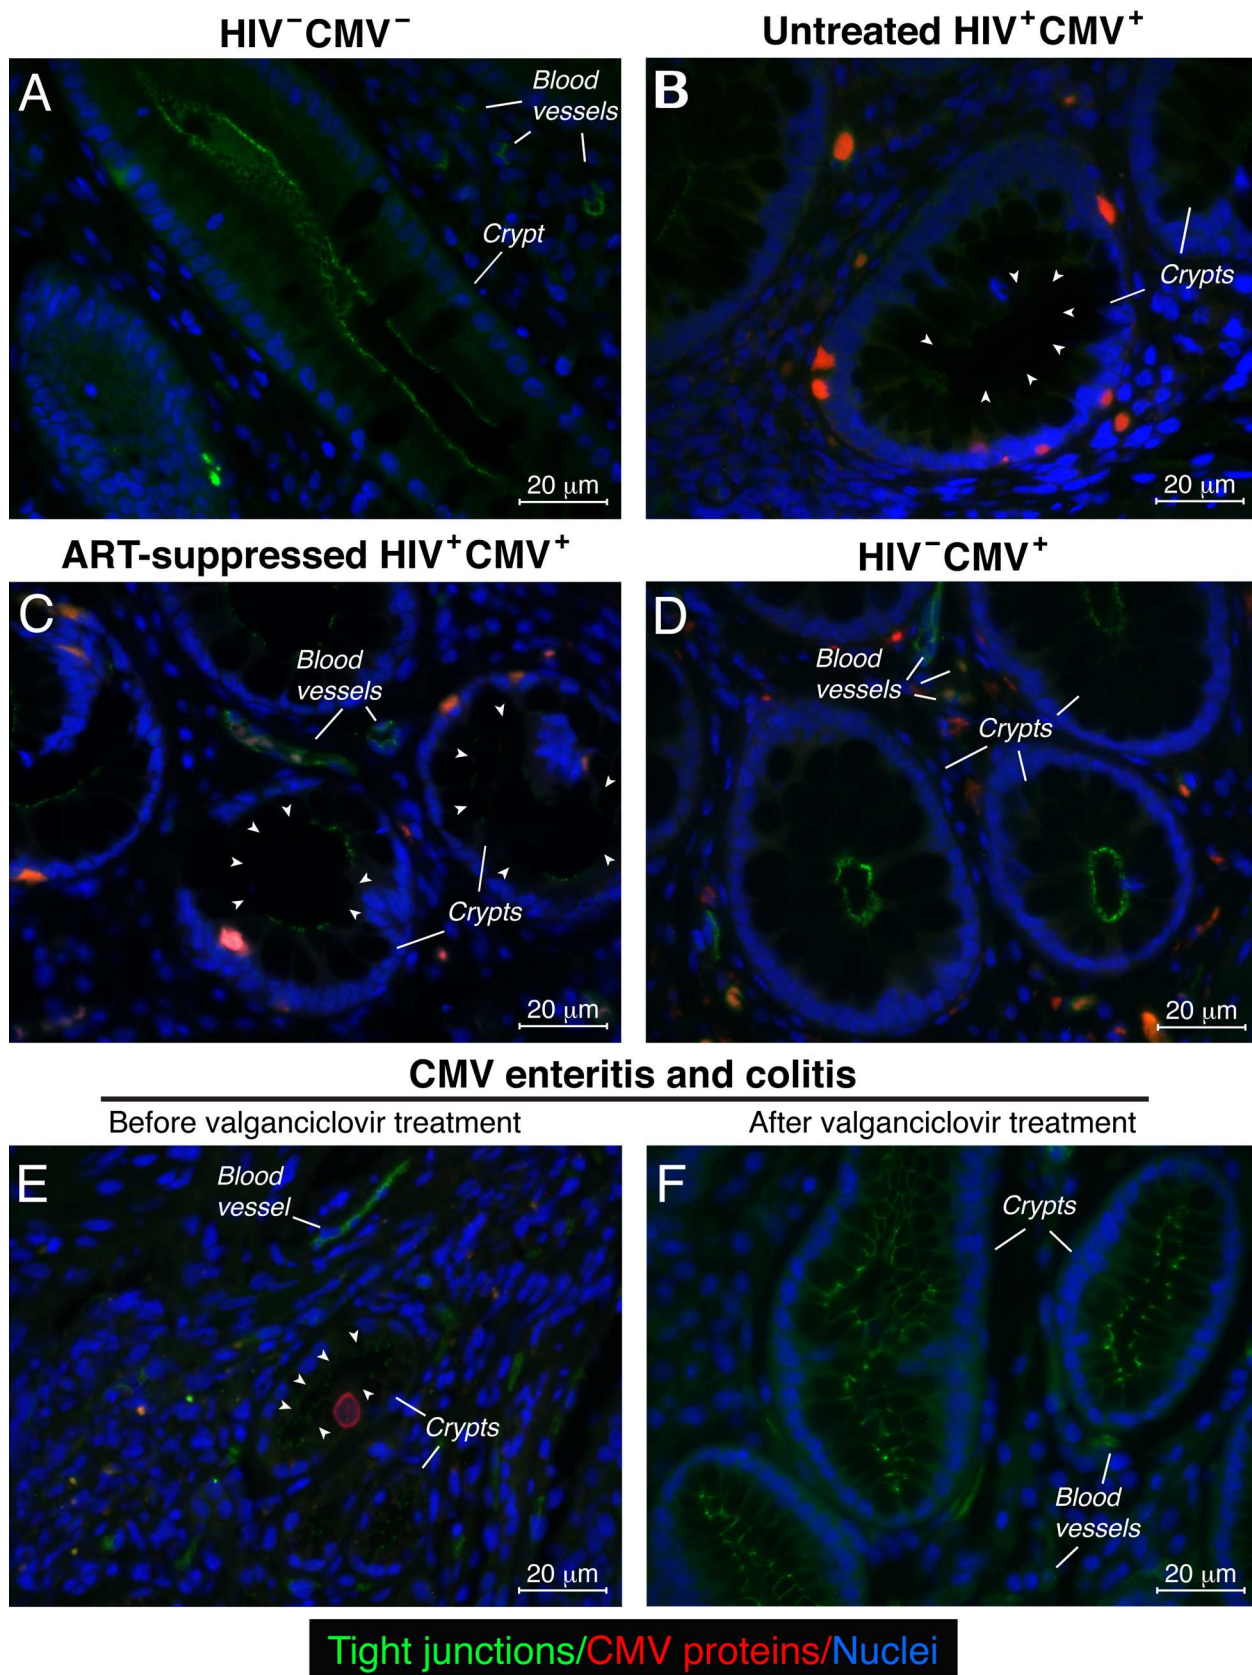 HIV⁻CMV⁻
Untreated HIV⁺CMV⁺
A
Blood
vessels
Crypt
20 μm
B
Crypts
20 μm
ART-suppressed HIV⁺CMV⁺
HIV⁻CMV⁺
C
Blood
vessels
Crypts
20 μm
D
Blood
vessels
Crypts
20 μm
CMV enteritis and colitis
Before valganciclovir treatment
After valganciclovir treatment
E
Blood
vessel
Crypts
20 μm
F
Crypts
Blood
vessels
20 μm
Tight junctions/CMV proteins/Nuclei